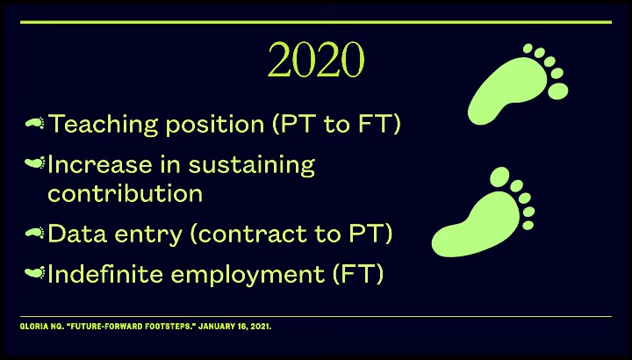 2020
Teaching position (PT to FT)
Increase in sustaining
contribution
Data entry (contract to PT)
Indefinite employment (FT)
GLORIA NG. "FUTURE-FORWARD FOOTSTEPS." JANUARY 16, 2021.